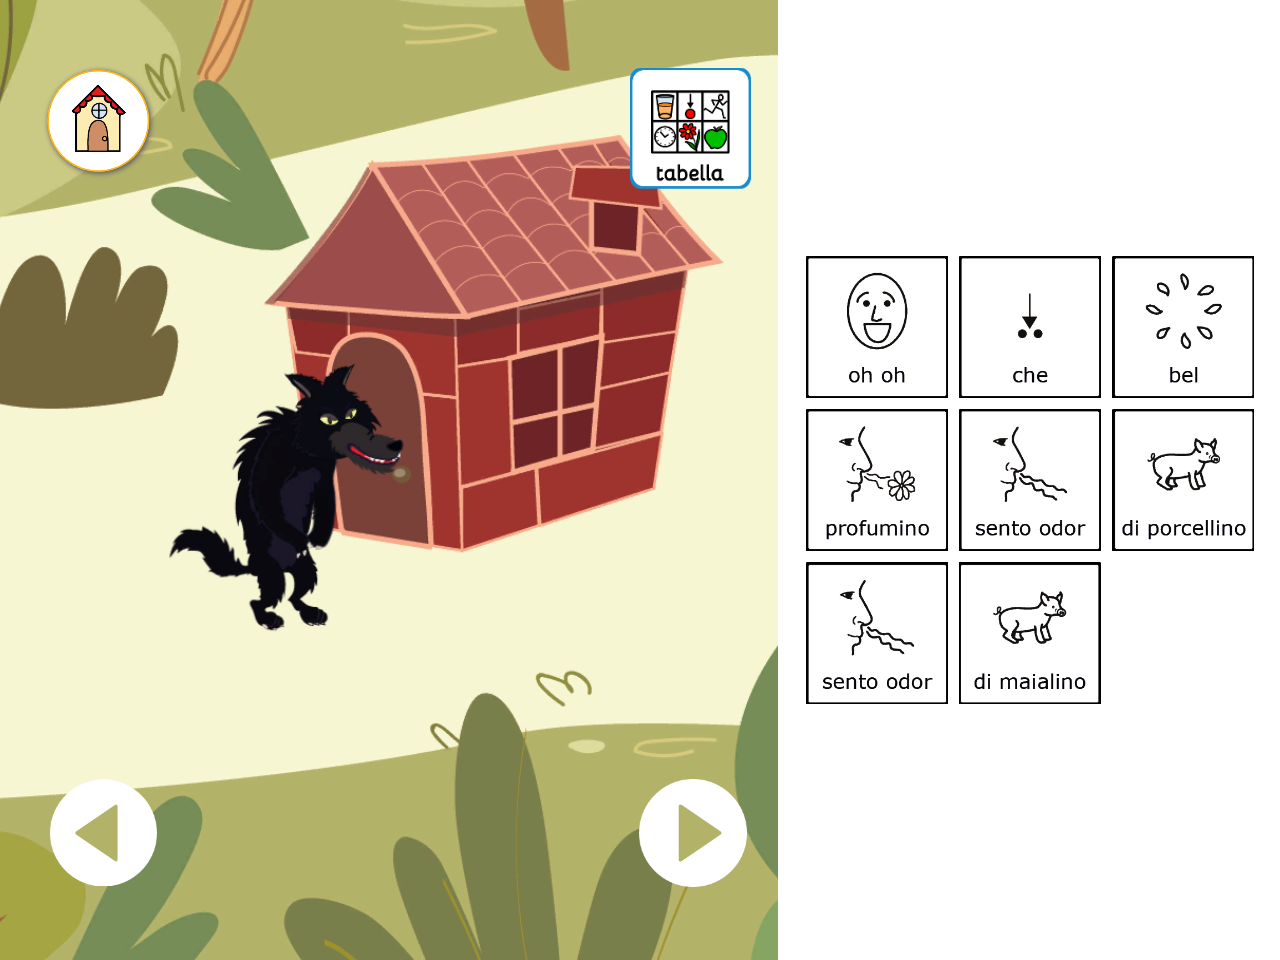 tabella
oh oh
che
bel
profumino
sento odor
di porcellino
sento odor
di maialino